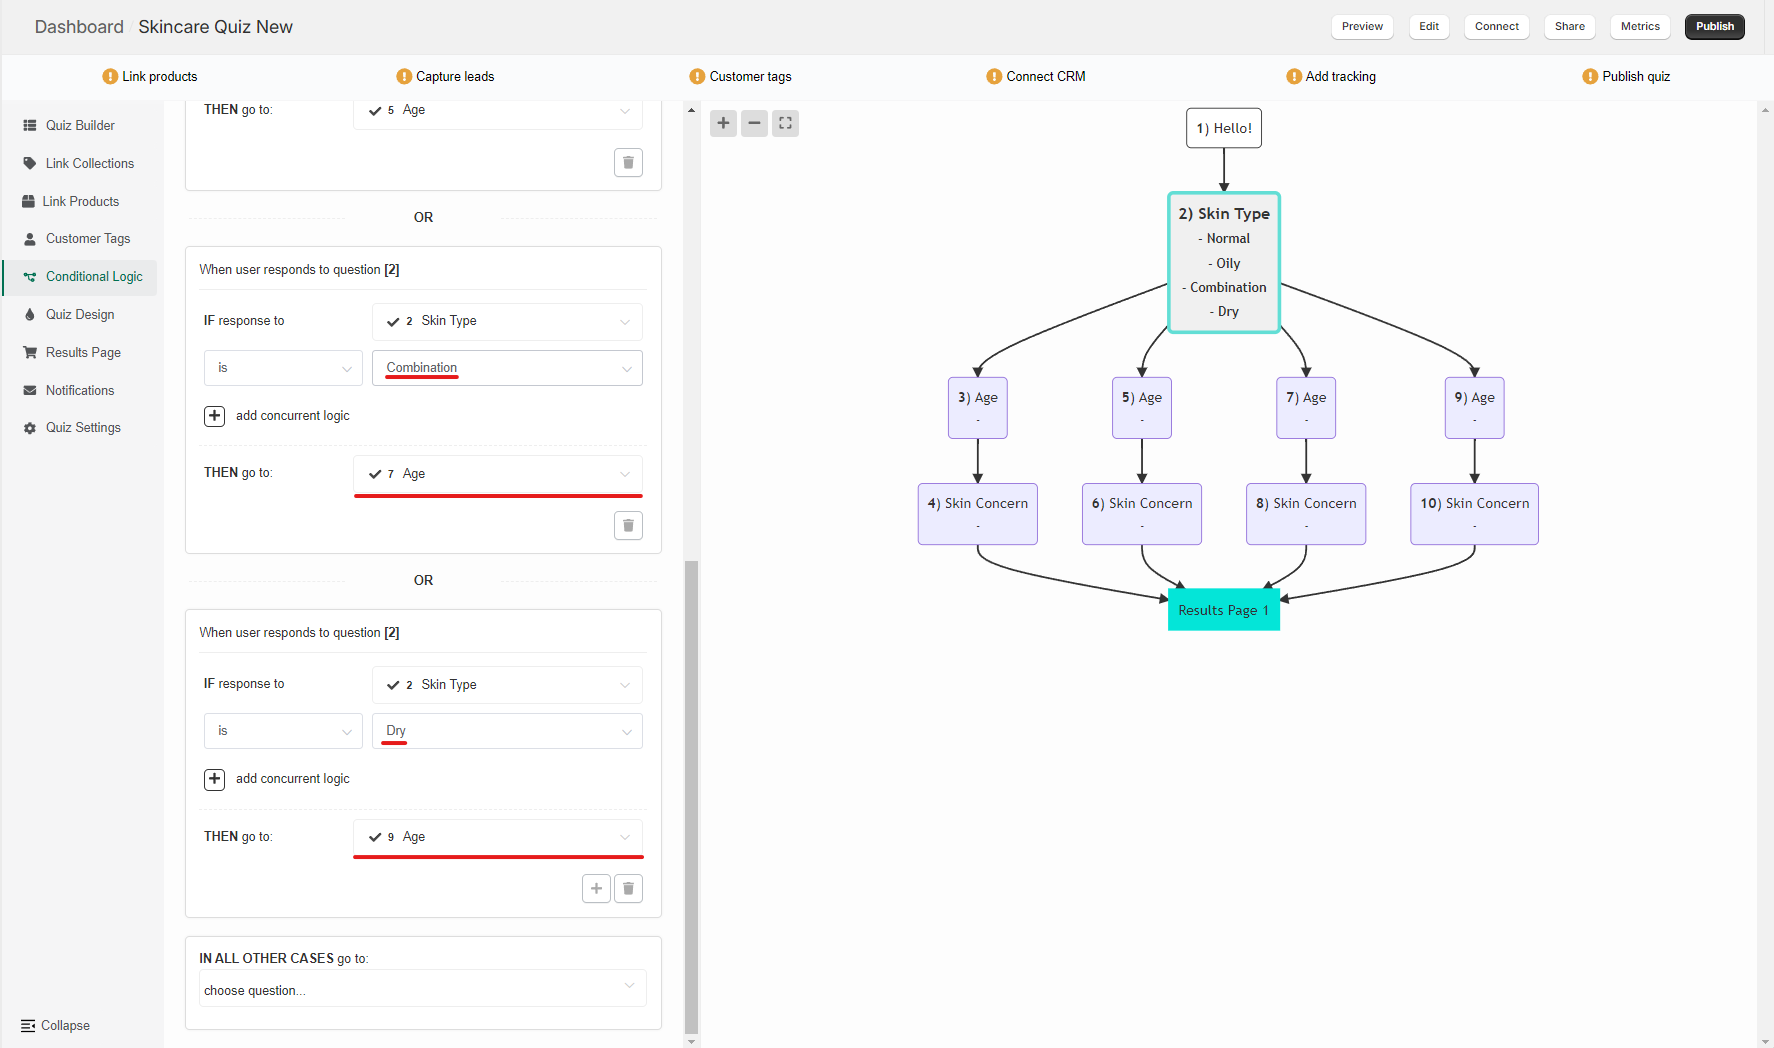 Dashboard / Skincare Quiz New
Preview
Edit
Connect
Share
Metrics
Publish
Link products
Capture leads
Customer tags
Connect CRM
Add tracking
Publish quiz
Quiz Builder
Link Collections
Link Products
Customer Tags
Conditional Logic
Quiz Design
Results Page
Notifications
Quiz Settings
Collapse
THEN go to:
5 Age
OR
When user responds to question [2]
IF response to
2 Skin Type
is
Combination
add concurrent logic
THEN go to:
7 Age
OR
When user responds to question [2]
IF response to
2 Skin Type
is
Dry
add concurrent logic
THEN go to:
9 Age
IN ALL OTHER CASES go to:
choose question...
1) Hello!
2) Skin Type
- Normal
- Oily
- Combination
- Dry
3) Age
-
5) Age
-
7) Age
-
9) Age
-
4) Skin Concern
-
6) Skin Concern
-
8) Skin Concern
-
10) Skin Concern
-
Results Page 1